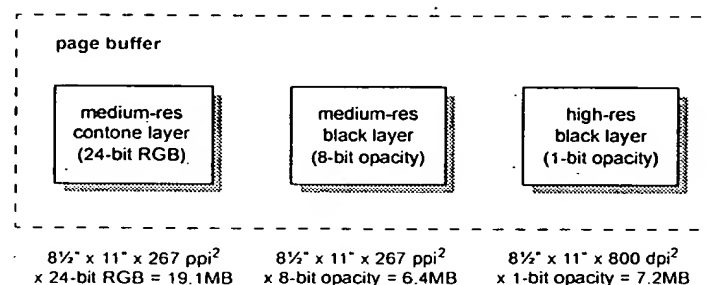 page buffer
medium-res
contone layer
(24-bit RGB)
medium-res
black layer
(8-bit opacity)
high-res
black layer
(1-bit opacity)
8½" x 11" x 267 ppi²
x 24-bit RGB = 19.1MB
8½" x 11" x 267 ppi²
x 8-bit opacity = 6.4MB
8½" x 11" x 800 dpi²
x 1-bit opacity = 7.2MB